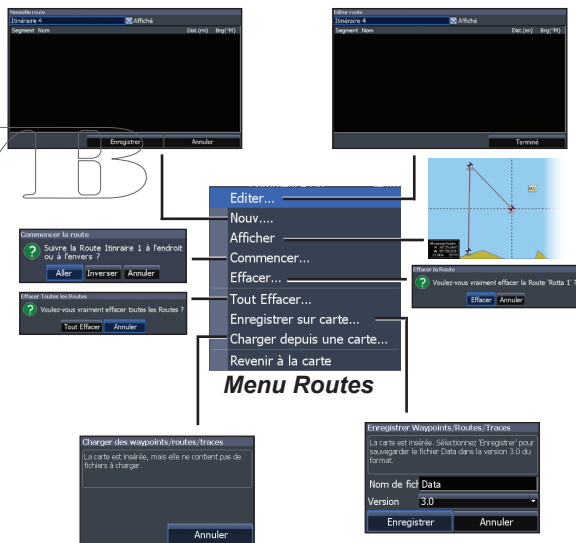 Nouvelle route
Itinéraire 4
Affiché
Segment Nom Dist.(mi) Brg(°M)
Enregistrer Annuler
Editer route
Itinéraire 4
Affiché
Segment Nom Dist.(mi) Brg(°M)
Terminé
B
Editer...
Nouv....
Afficher
Commencer...
Effacer...
Tout Effacer...
Enregistrer sur carte...
Charger depuis une carte...
Revenir à la carte
Menu Routes
Commencer la route
Suivre la Route Itinraire 1 à l'endroit
ou à l'envers ?
Aller Inverser Annuler
Effacer Toutes les Routes
Voulez-vous vraiment effacer toutes les Routes ?
Tout Effacer Annuler
Effacer la Route
Voulez-vous vraiment effacer la Route 'Rotta 1' ?
Effacer Annuler
Charger des waypoints/routes/traces
La carte est insérée, mais elle ne contient pas de
fichiers à charger.
Annuler
Enregistrer Waypoints/Routes/Traces
La carte est insérée. Sélectionnez 'Enregistrer' pour
sauvegarder le fichier Data dans la version 3.0 du
format.
Nom de fich Data
Version 3.0
Enregistrer Annuler